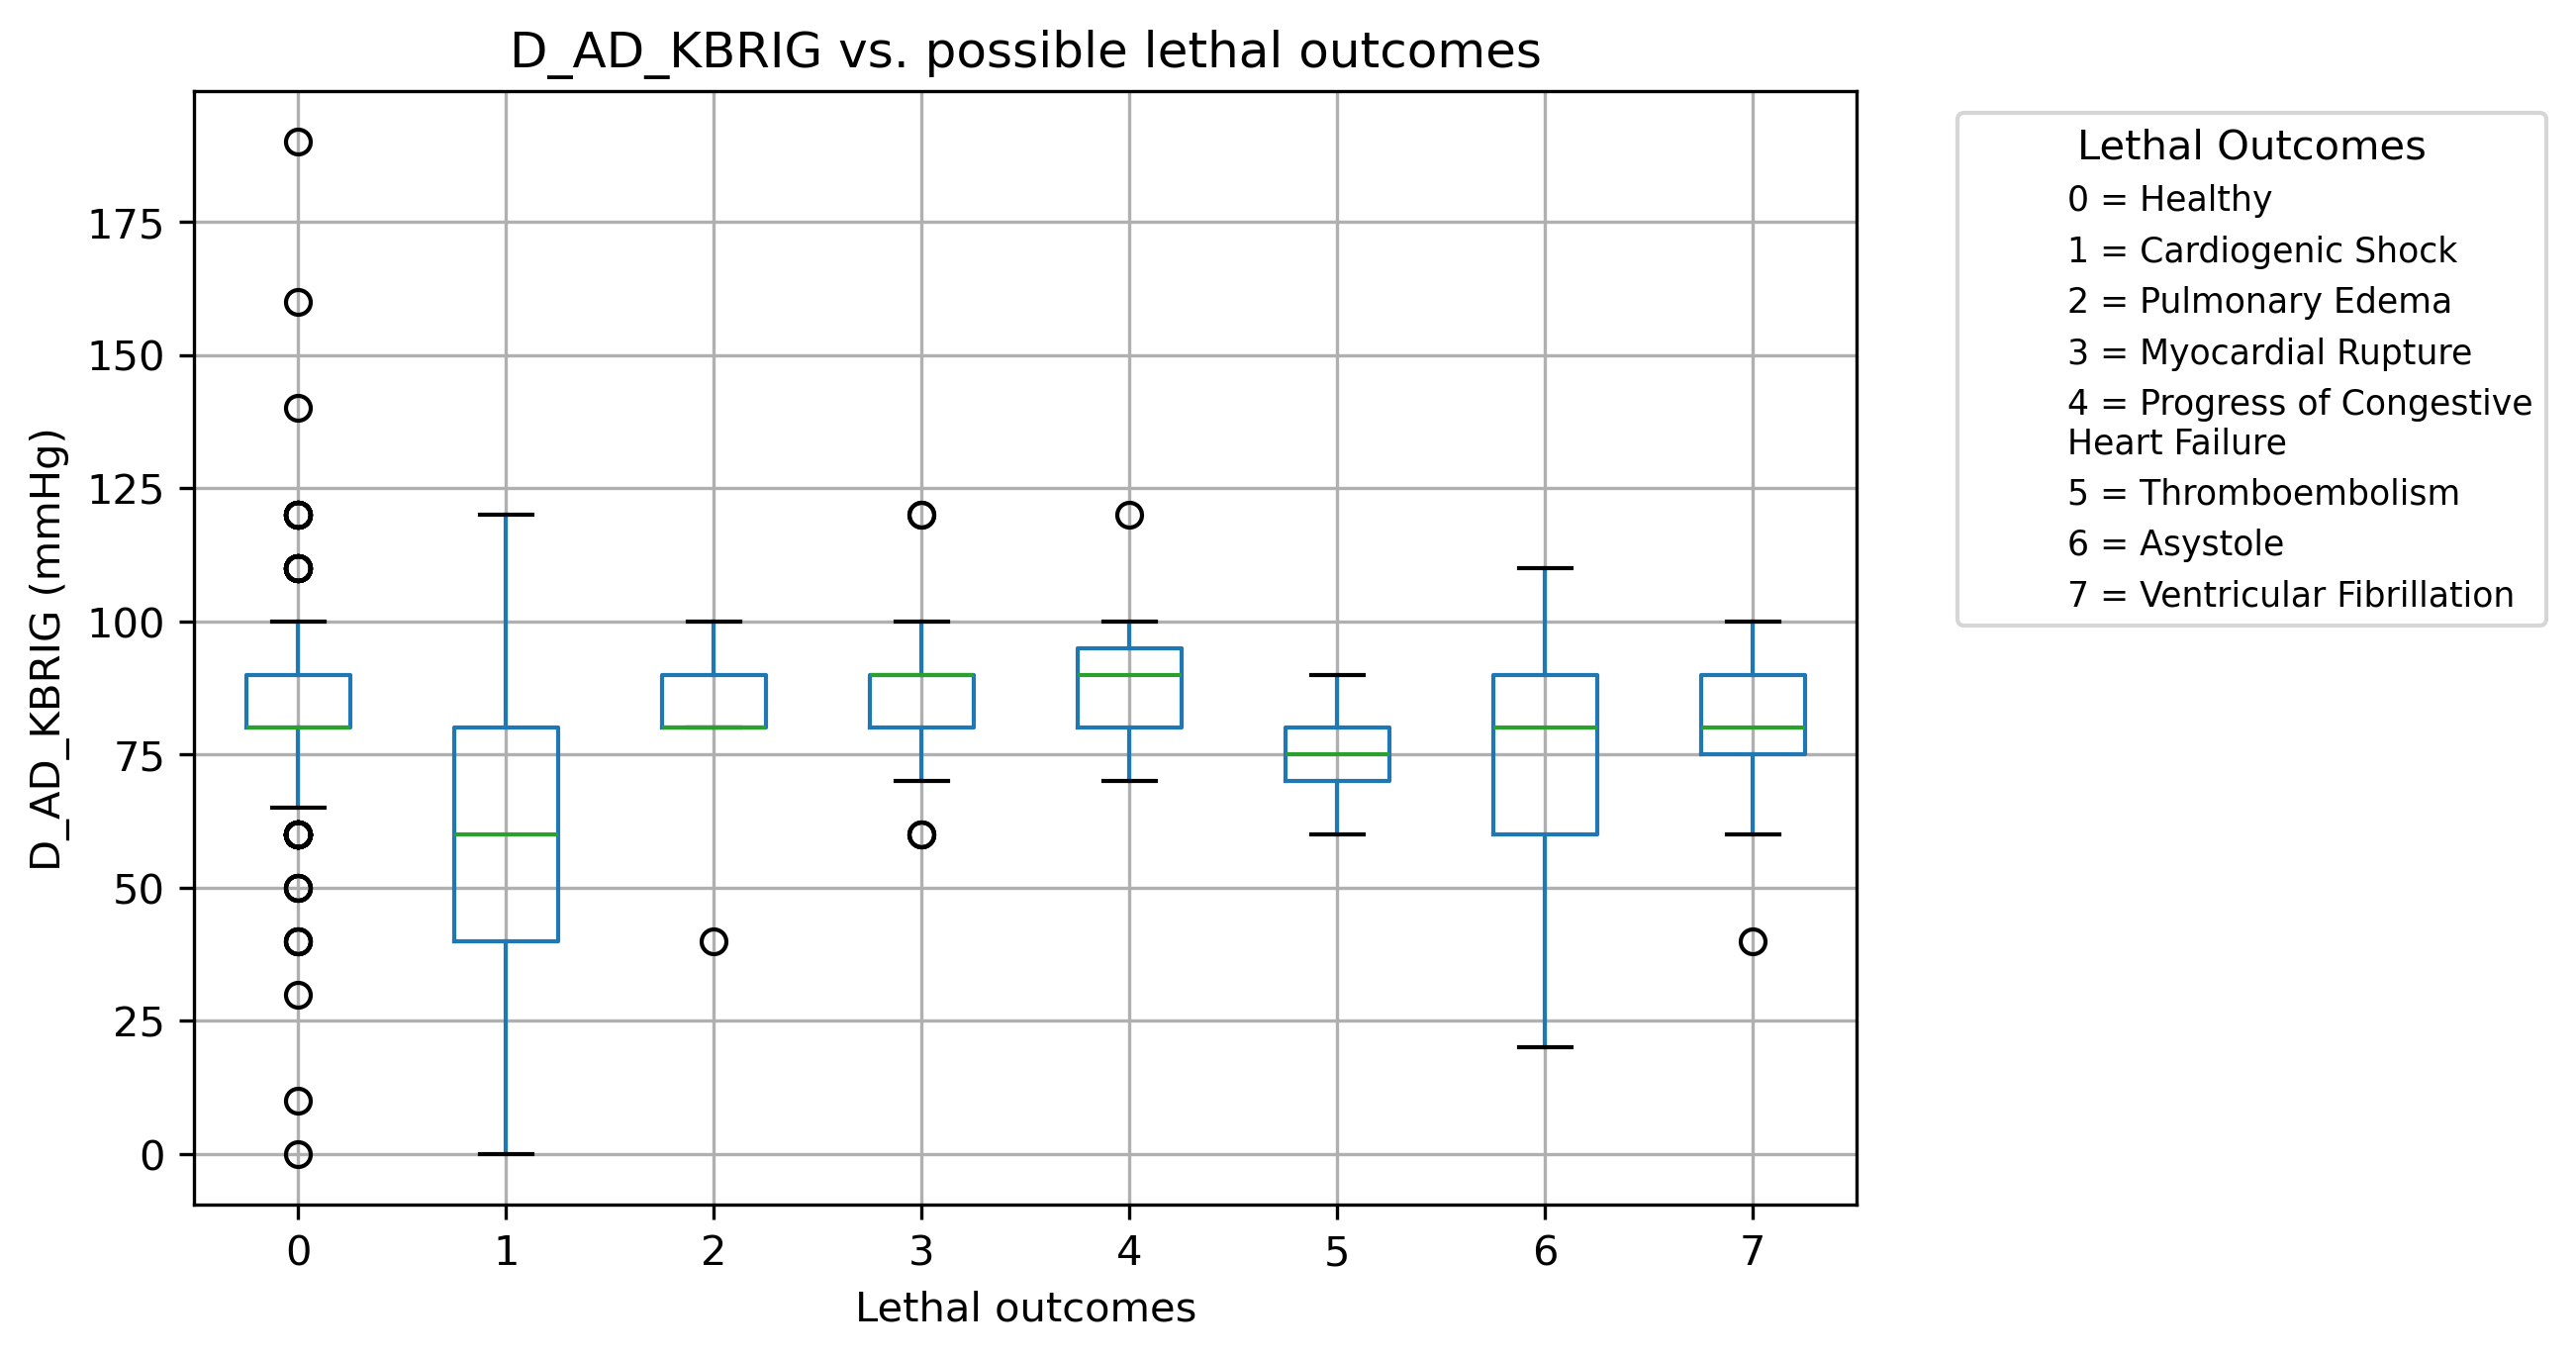 D_AD_KBRIG vs. possible lethal outcomes
D_AD_KBRIG (mmHg)
175
150
125
100
75
50
25
0
0 1 2 3 4 5 6 7
Lethal outcomes
Lethal Outcomes
0 = Healthy
1 = Cardiogenic Shock
2 = Pulmonary Edema
3 = Myocardial Rupture
4 = Progress of Congestive
Heart Failure
5 = Thromboembolism
6 = Asystole
7 = Ventricular Fibrillation